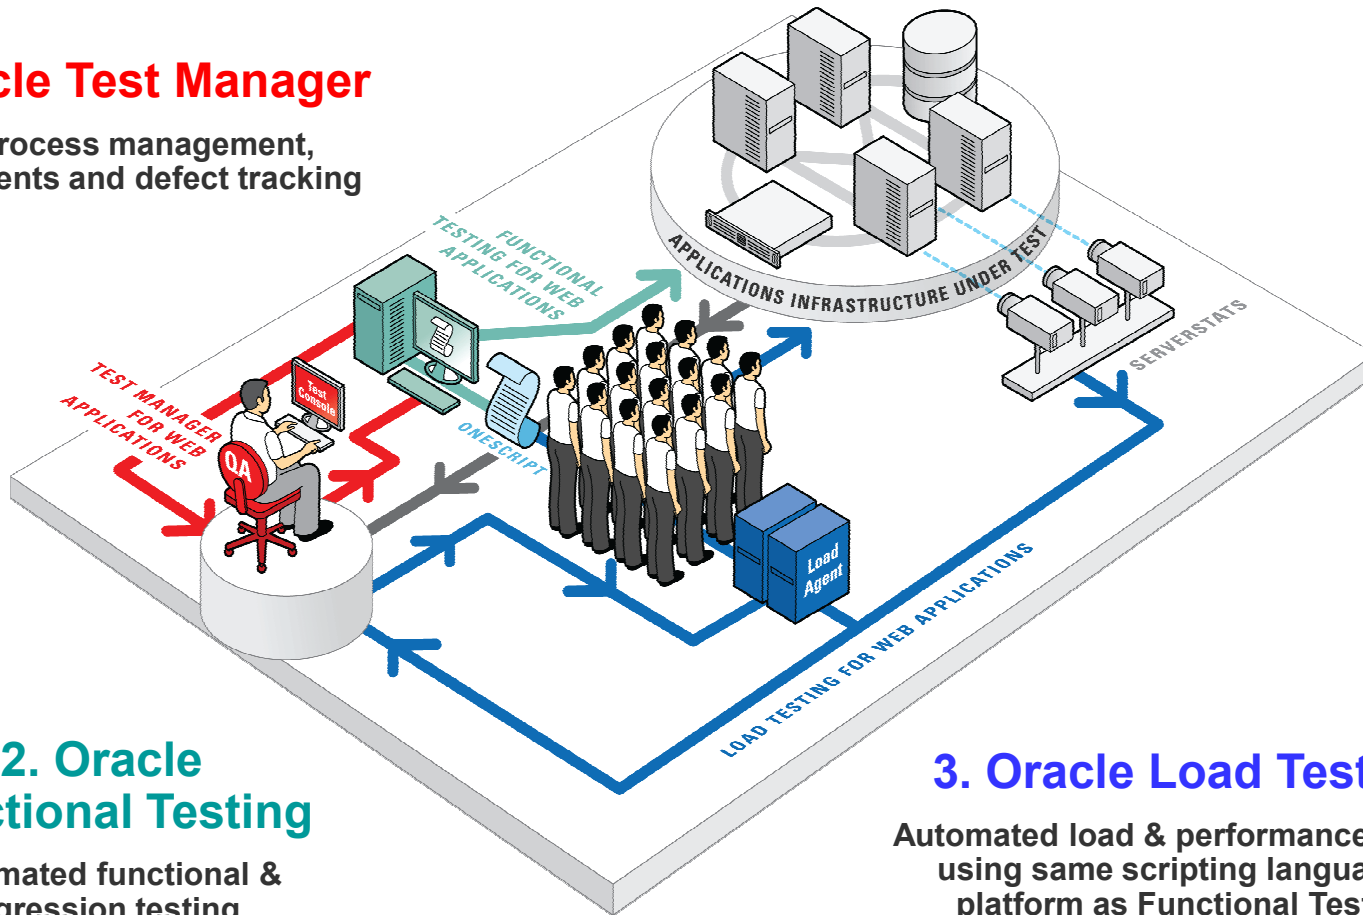 cle Test Manager
rocess management,
ents and defect tracking
FUNCTIONAL
TESTING FOR WEB
APPLICATIONS
APPLICATIONS INFRASTRUCTURE UNDER TEST
SERVERSTATS
TEST MANAGER
FOR WEB
APPLICATIONS
Test
Console
QA
ONESCRIPT
Load
Agent
LOAD TESTING FOR WEB APPLICATIONS
2. Oracle
ctional Testing
mated functional &
gression testing
3. Oracle Load Test
Automated load & performance
using same scripting langua
platform as Functional Test